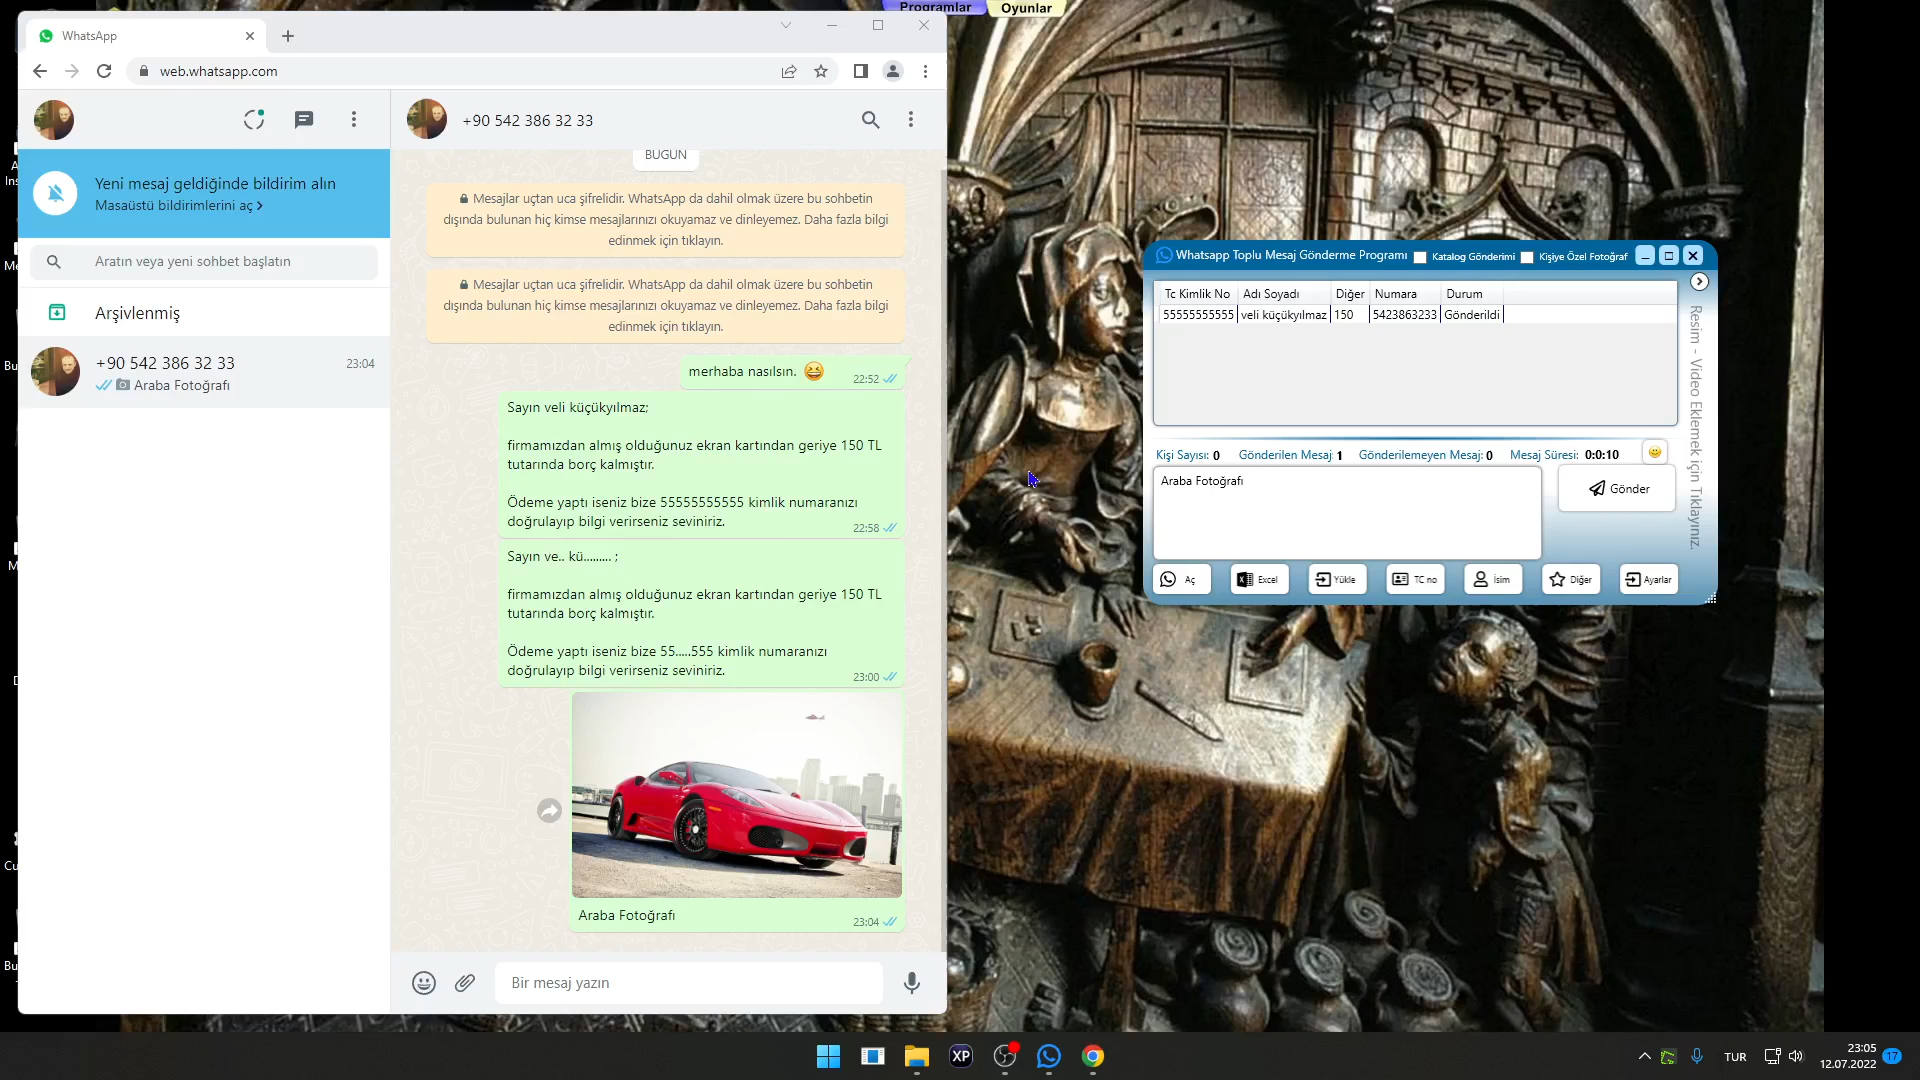 Programlar
Oyunlar
WhatsApp
web.whatsapp.com
+90 542 386 32 33
Yeni mesaj geldiğinde bildirim alın
Masaüstü bildirimlerini aç
Aratın veya yeni sohbet başlatın
Arşivlenmiş
+90 542 386 32 33
23:04
Araba Fotoğrafı
BUGÜN
Mesajlar uçtan uca şifrelidir. WhatsApp da dahil olmak üzere bu sohbetin
dışında bulunan hiç kimse mesajlarınızı okuyamaz ve dinleyemez. Daha fazla bilgi
edinmek için tıklayın.
Mesajlar uçtan uca şifrelidir. WhatsApp da dahil olmak üzere bu sohbetin
dışında bulunan hiç kimse mesajlarınızı okuyamaz ve dinleyemez. Daha fazla bilgi
edinmek için tıklayın.
merhaba nasılsın.
22:52
Sayın veli küçükyılmaz;
firmamızdan almış olduğunuz ekran kartından geriye 150 TL
tutarında borç kalmıştır.
Ödeme yaptı iseniz bize 55555555555 kimlik numaranızı
doğrulayıp bilgi verirseniz seviniriz.
22:58
Sayın ve.. kü......... ;
firmamızdan almış olduğunuz ekran kartından geriye 150 TL
tutarında borç kalmıştır.
Ödeme yaptı iseniz bize 55.....555 kimlik numaranızı
doğrulayıp bilgi verirseniz seviniriz.
23:00
Araba Fotoğrafı
23:04
Bir mesaj yazın
Whatsapp Toplu Mesaj Gönderme Programı
Katalog Gönderimi
Kişiye Özel Fotoğraf
Tc Kimlik No Adı Soyadı Diğer Numara Durum
55555555555 veli küçükyılmaz 150 5423863233 Gönderildi
Resim - Video Eklemek için Tıklayınız.
Kişi Sayısı: 0 Gönderilen Mesaj: 1 Gönderilemeyen Mesaj: 0 Mesaj Süresi: 0:0:10
Araba Fotoğrafı
Gönder
Aç
Excel
Yükle
TC no
İsim
Diğer
Ayarlar
XP
TUR
23:05
12.07.2022
17